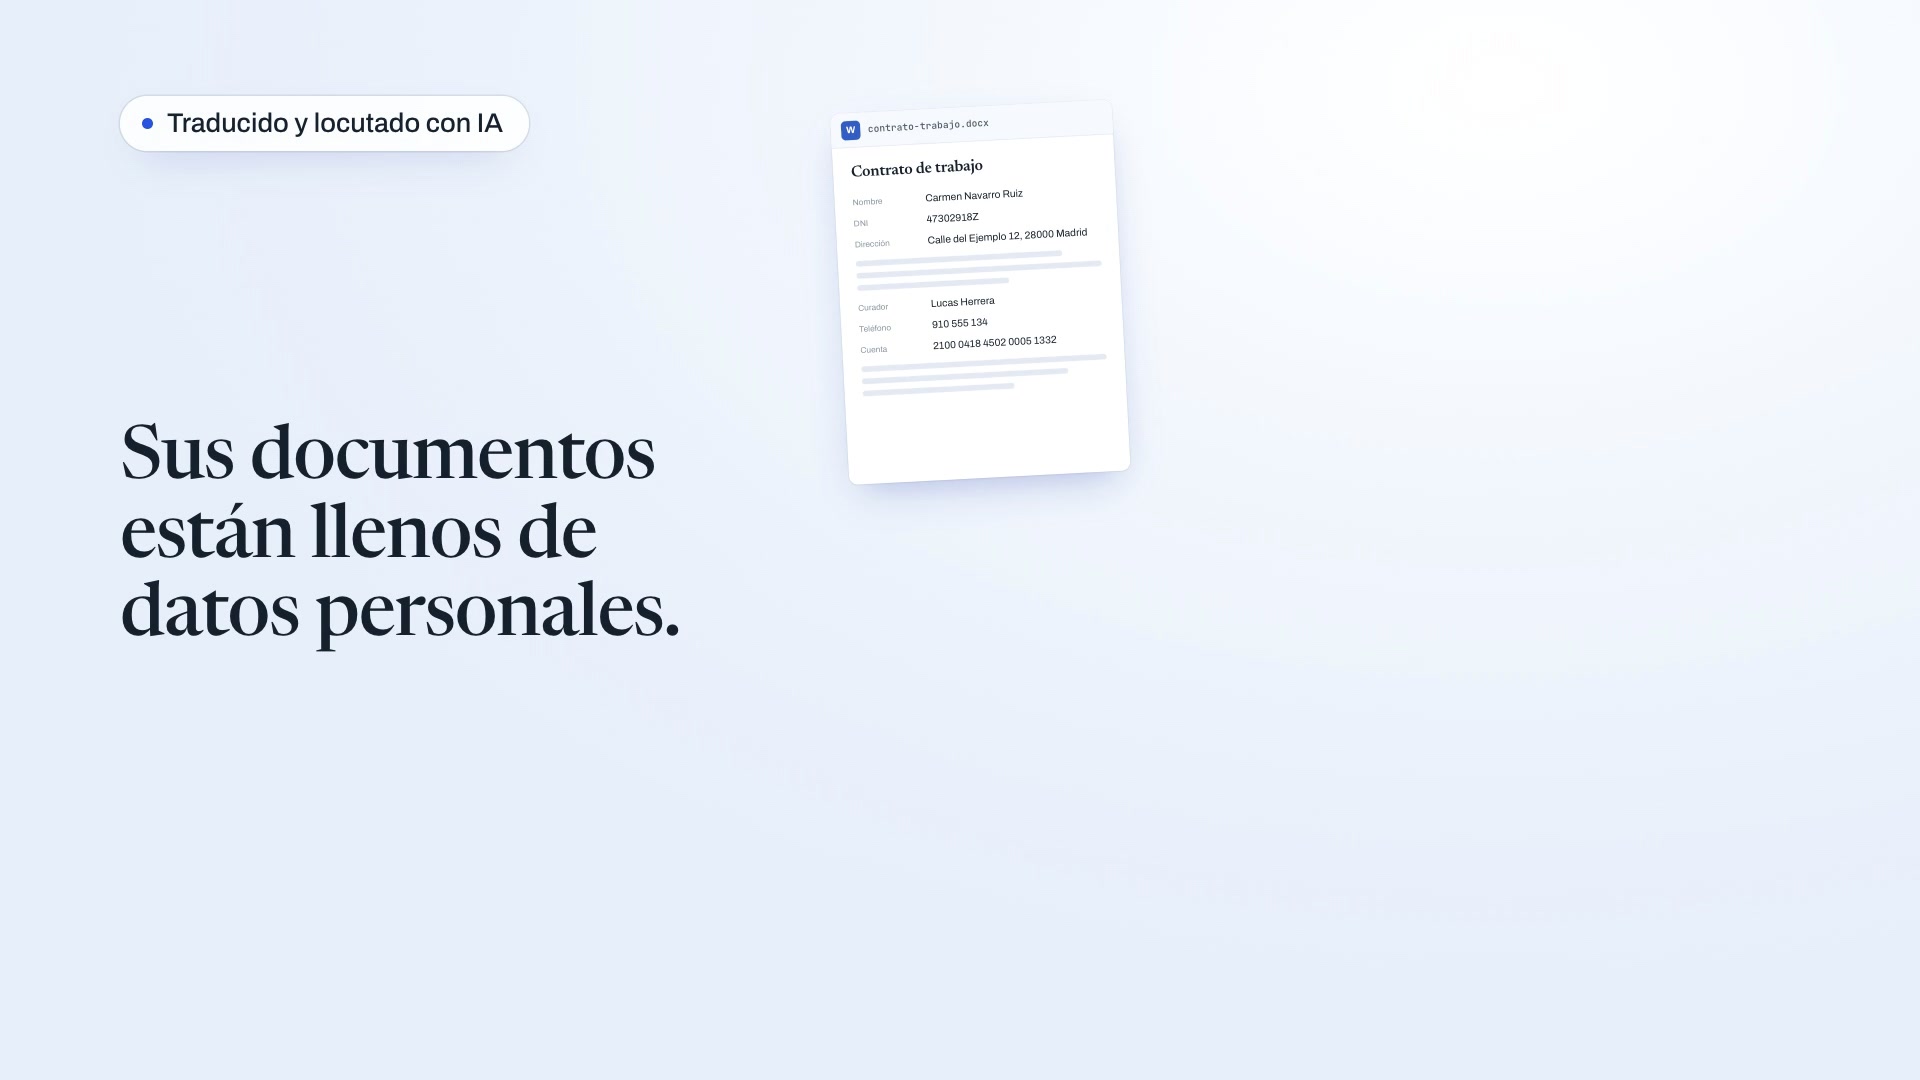 Traducido y locutado con IA
Sus documentos
están llenos de
datos personales.
W contrato-trabajo.docx
Contrato de trabajo
Nombre Carmen Navarro Ruiz
DNI 47302918Z
Dirección Calle del Ejemplo 12, 28000 Madrid
Curador Lucas Herrera
Teléfono 910 555 134
Cuenta 2100 0418 4502 0005 1332